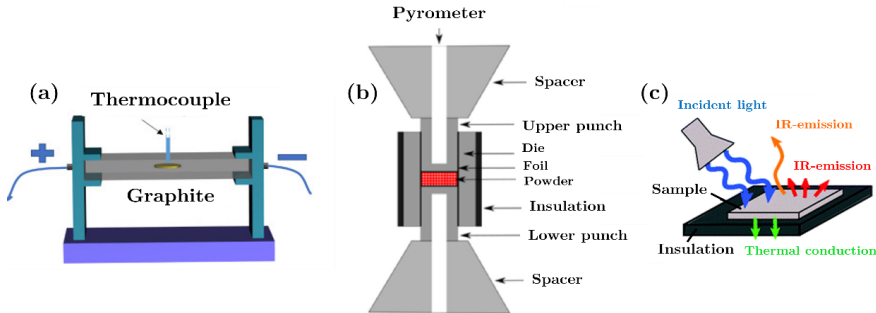 (a)
Thermocouple
+
−
Graphite
(b)
Pyrometer
Spacer
Upper punch
Die
Foil
Powder
Insulation
Lower punch
Spacer
(c)
Incident light
IR-emission
IR-emission
Sample
Insulation
Thermal conduction